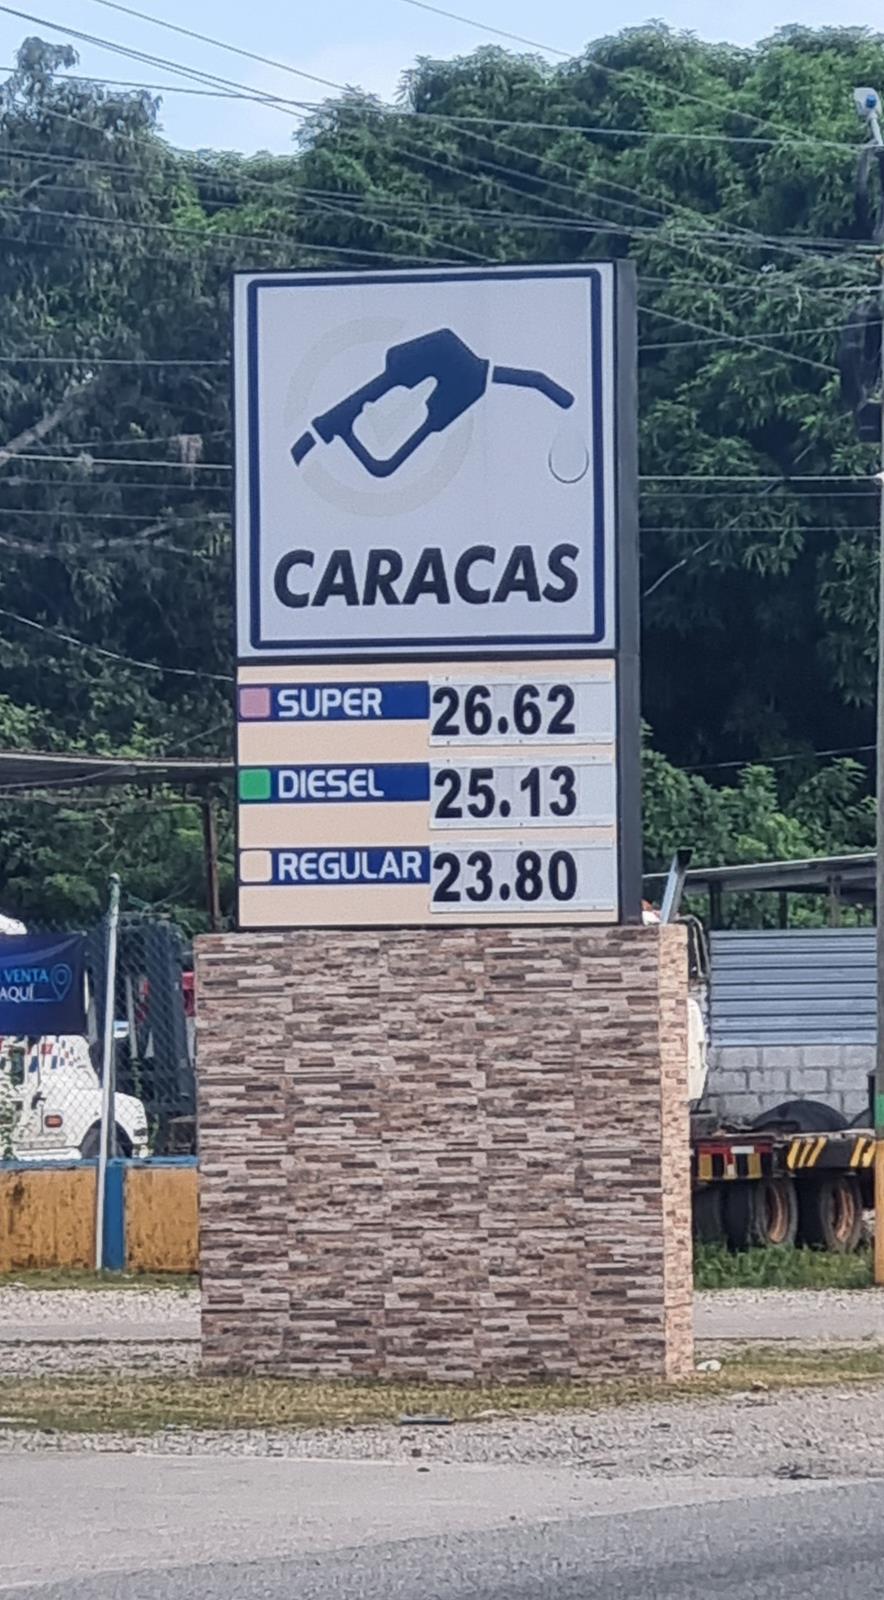 CARACAS
SUPER 26.62
DIESEL 25.13
REGULAR 23.80
VENTA
AQUÍ